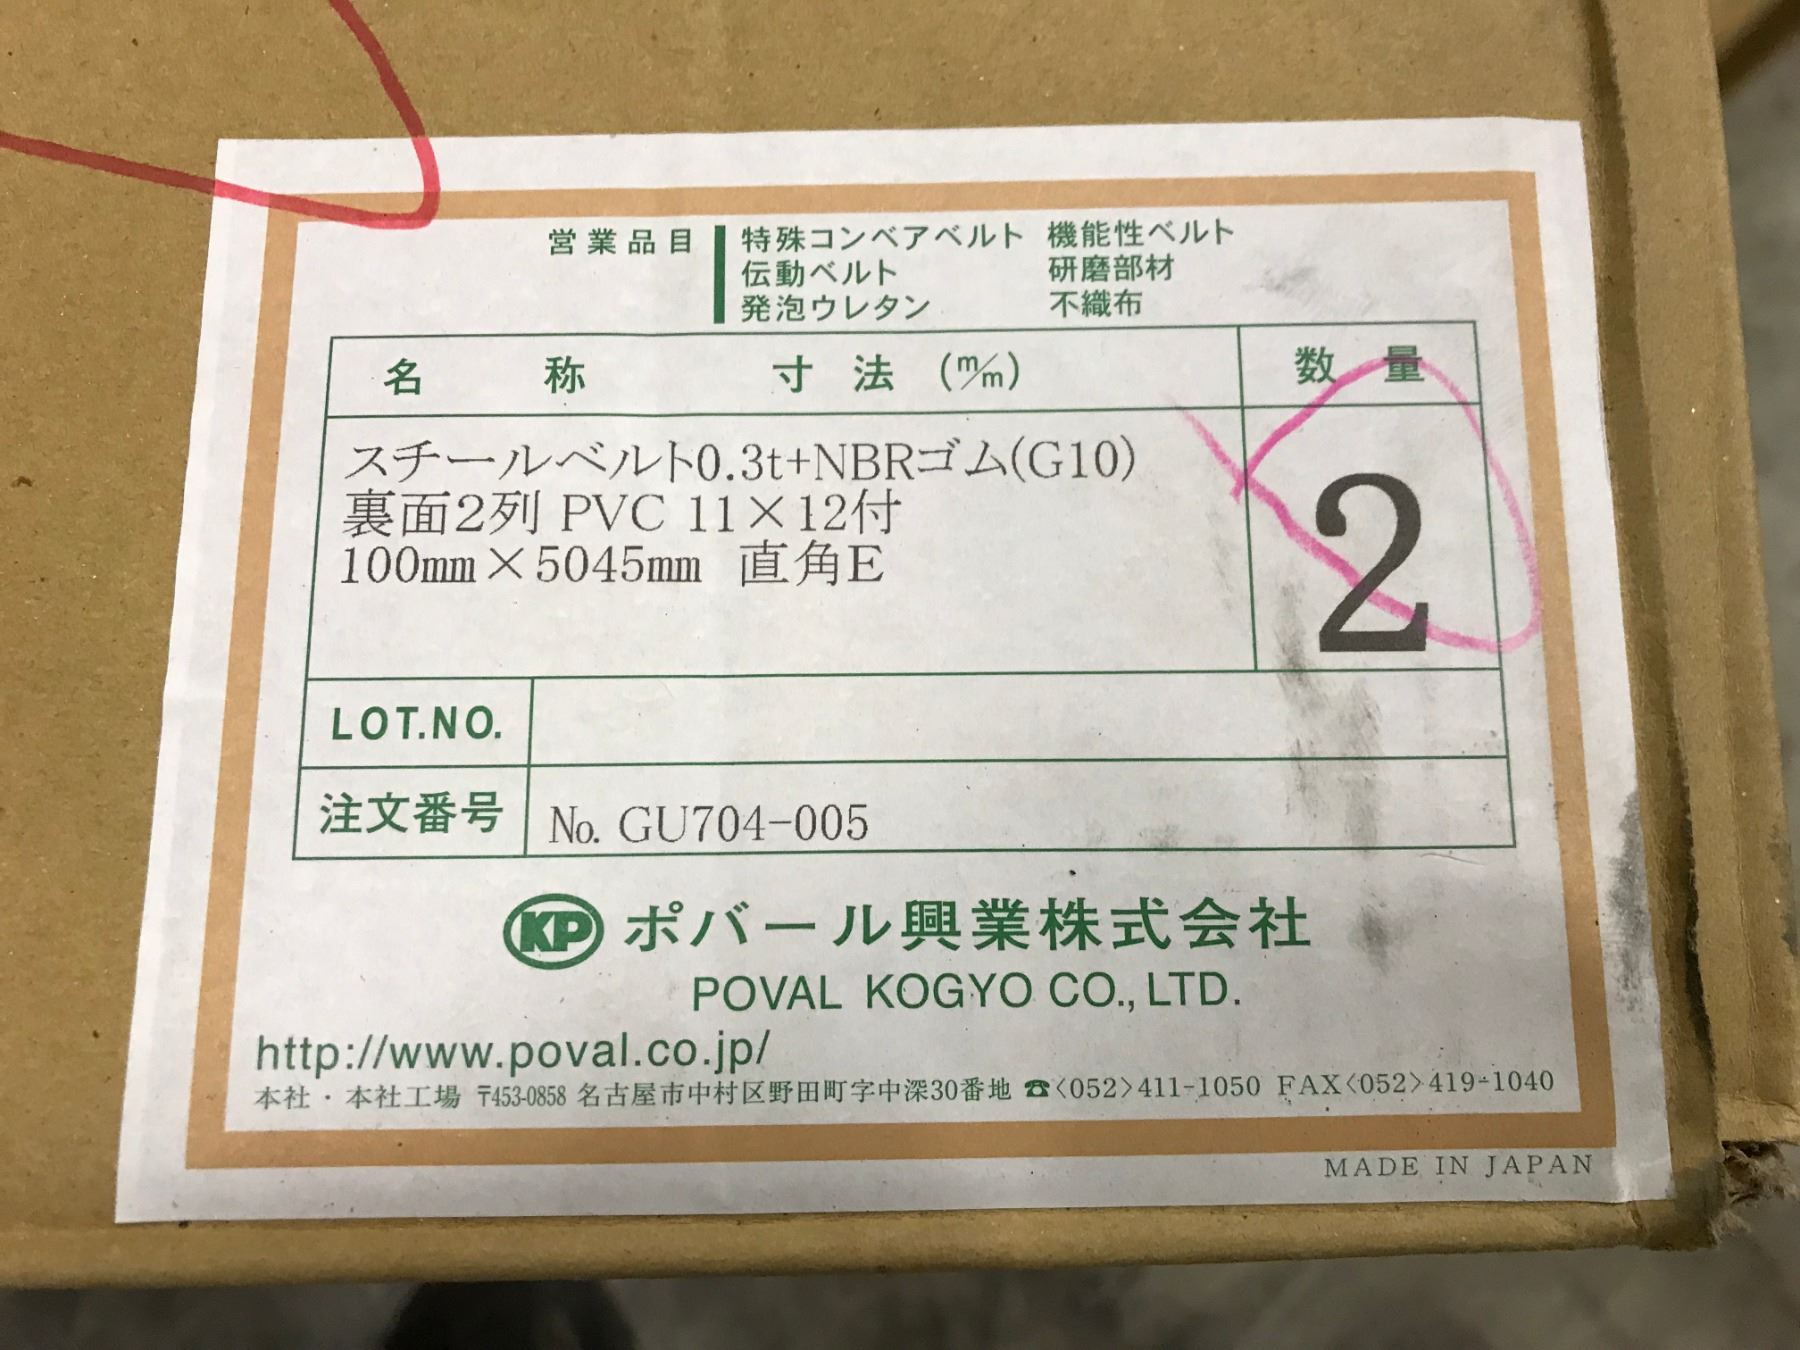 営業品目 特殊コンベアベルト 機能性ベルト
伝動ベルト 研磨部材
発泡ウレタン 不織布
名称 寸法 (m/m) 数量
スチールベルト0.3t+NBRゴム(G10)
裏面2列 PVC 11×12付
100mm×5045mm 直角E
2
LOT.NO.
注文番号 No. GU704-005
KP ポバール興業株式会社
POVAL KOGYO CO., LTD.
http://www.poval.co.jp/
本社・本社工場 〒453-0858 名古屋市中村区野田町字中深30番地 ☎<052>411-1050 FAX<052>419-1040
MADE IN JAPAN